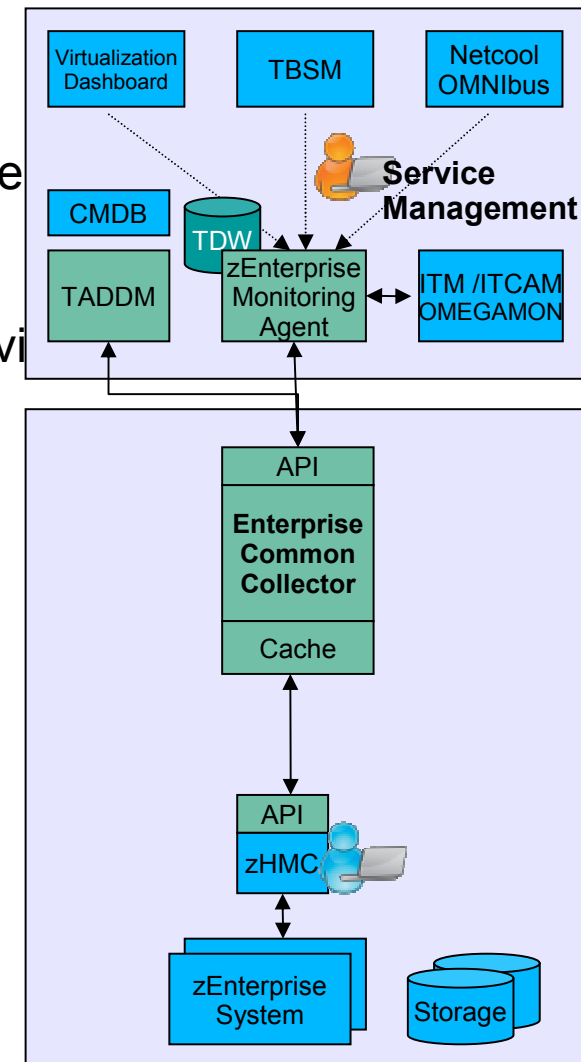 Virtualization
Dashboard
TBSM
Netcool
OMNIbus
e
Service
Management
CMDB
TDW
TADDM
zEnterprise
Monitoring
Agent
ITM /ITCAM
OMEGAMON
vi
API
Enterprise
Common
Collector
Cache
API
zHMC
zEnterprise
System
Storage